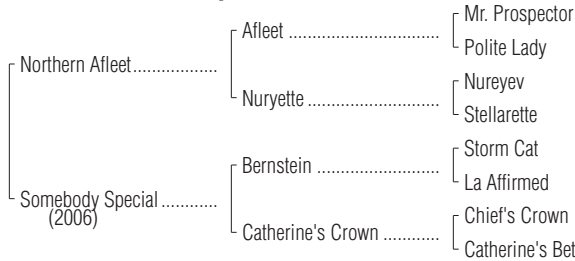 Mr. Prospector
Afleet
Polite Lady
Northern Afleet
Nureyev
Nuryette
Stellarette
Storm Cat
Bernstein
La Affirmed
Somebody Special
(2006)
Chief's Crown
Catherine's Crown
Catherine's Bet